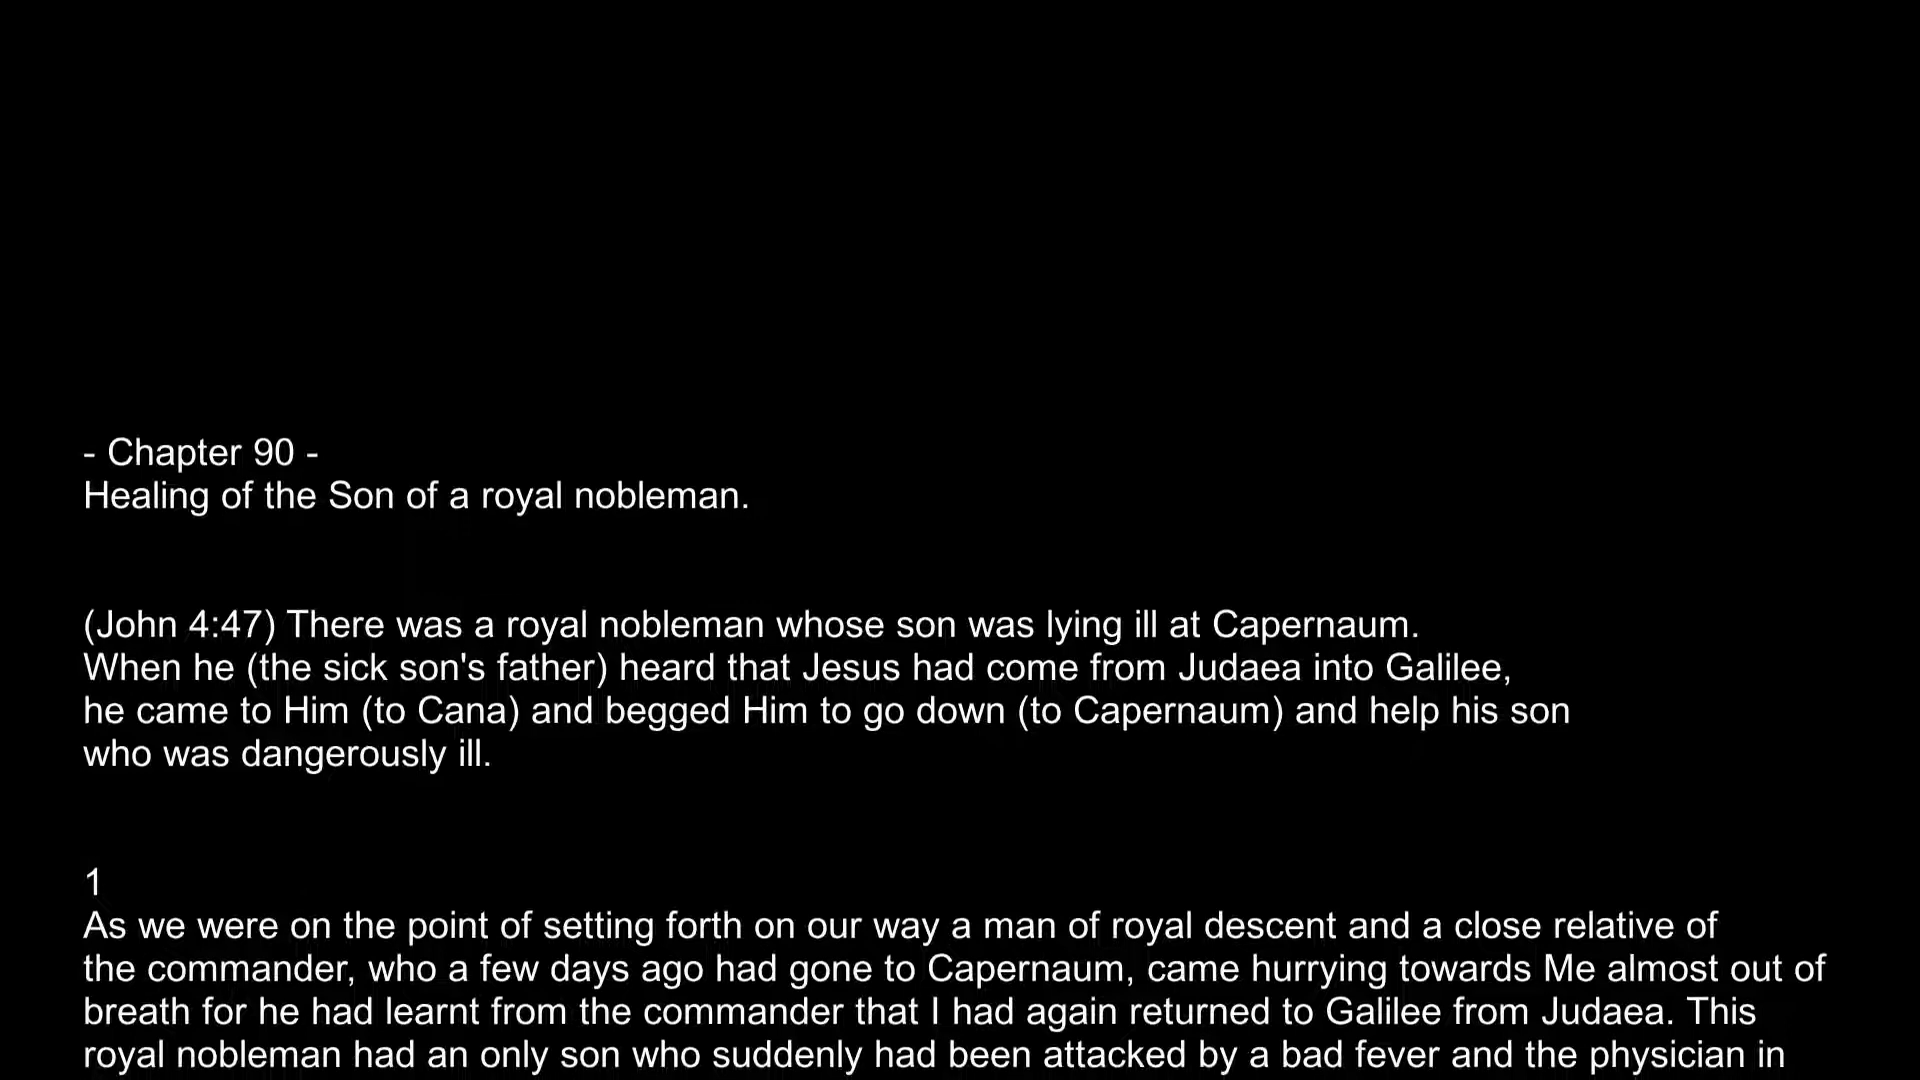 - Chapter 90 -
Healing of the Son of a royal nobleman.
(John 4:47) There was a royal nobleman whose son was lying ill at Capernaum.
When he (the sick son's father) heard that Jesus had come from Judaea into Galilee,
he came to Him (to Cana) and begged Him to go down (to Capernaum) and help his son
who was dangerously ill.
1
As we were on the point of setting forth on our way a man of royal descent and a close relative of
the commander, who a few days ago had gone to Capernaum, came hurrying towards Me almost out of
breath for he had learnt from the commander that I had again returned to Galilee from Judaea. This
royal nobleman had an only son who suddenly had been attacked by a bad fever and the physician in